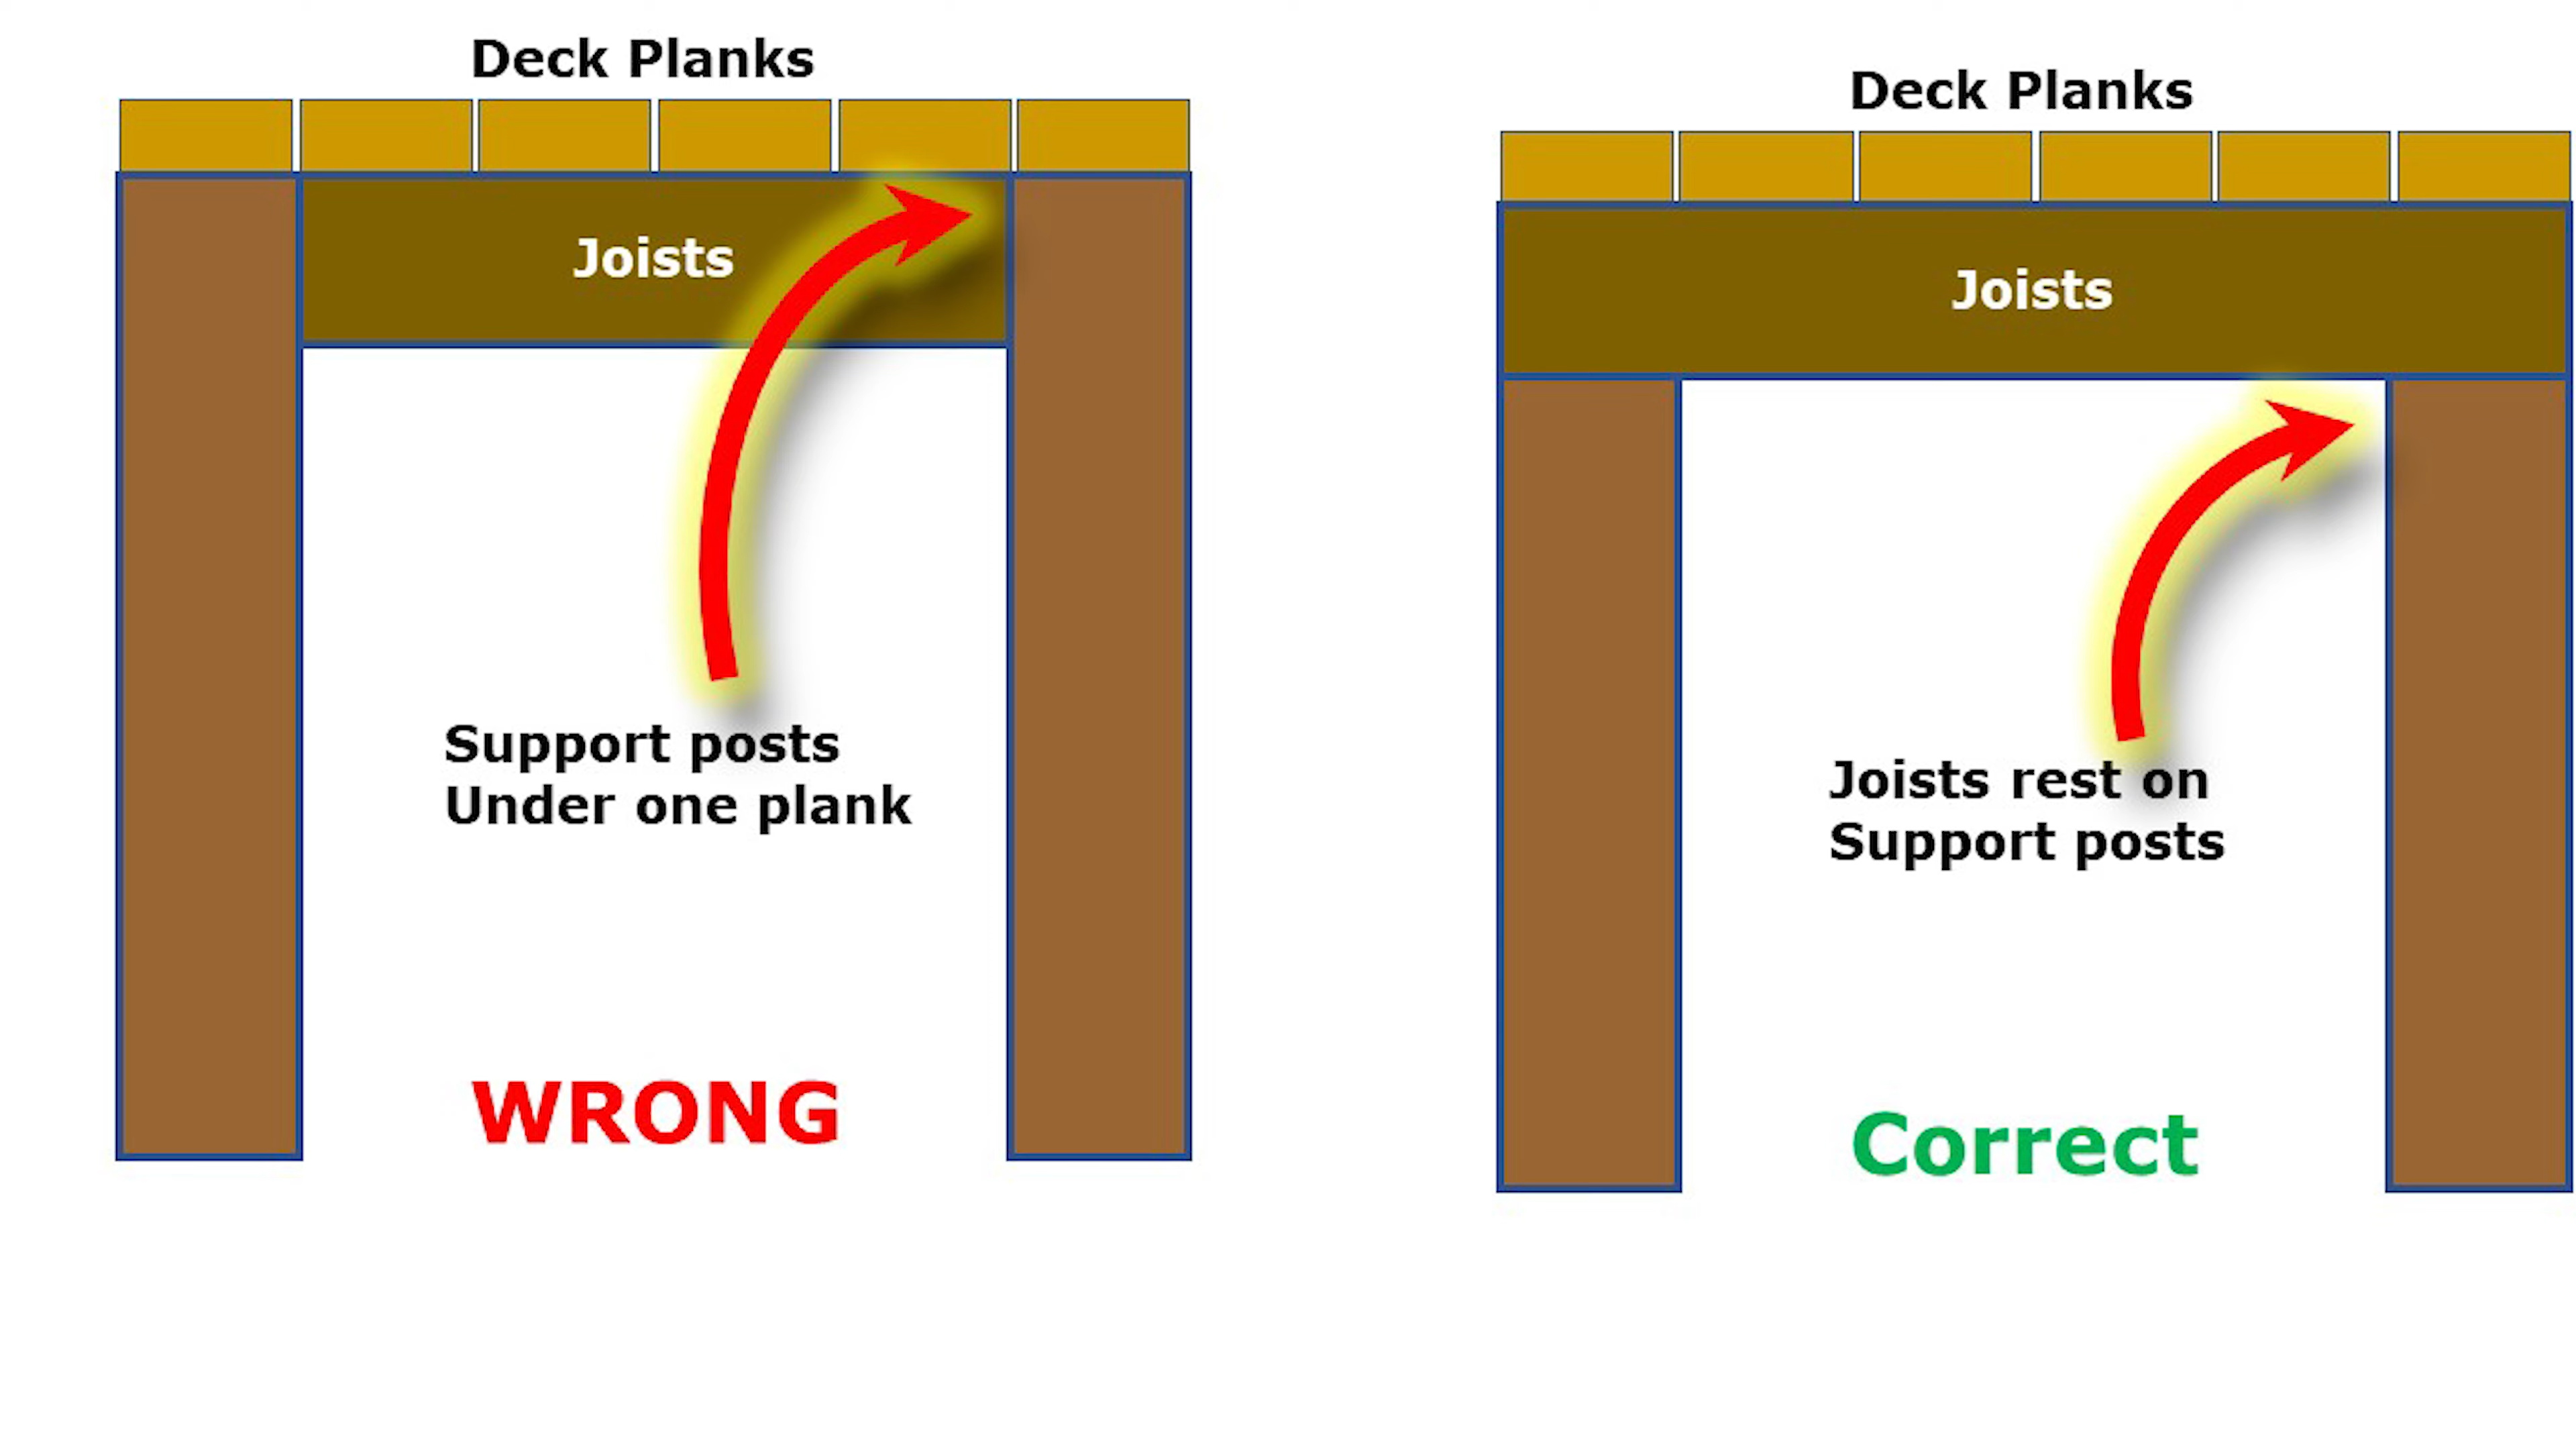 Deck Planks
Joists
Support posts
Under one plank
WRONG
Deck Planks
Joists
Joists rest on
Support posts
Correct